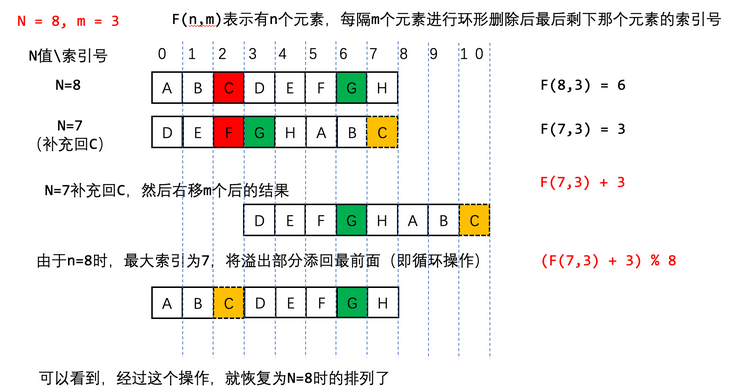 N = 8, m = 3
F(n,m)表示有n个元素，每隔m个元素进行环形删除后最后剩下那个元素的索引号
N值\索引号 0 1 2 3 4 5 6 7 8 9 10
N=8 A B C D E F G H F(8,3) = 6
N=7 D E F G H A B C F(7,3) = 3
（补充回C）
N=7补充回C，然后右移m个后的结果 F(7,3) + 3
D E F G H A B C
由于n=8时，最大索引为7，将溢出部分添回最前面（即循环操作） (F(7,3) + 3) % 8
A B C D E F G H
可以看到，经过这个操作，就恢复为N=8时的排列了